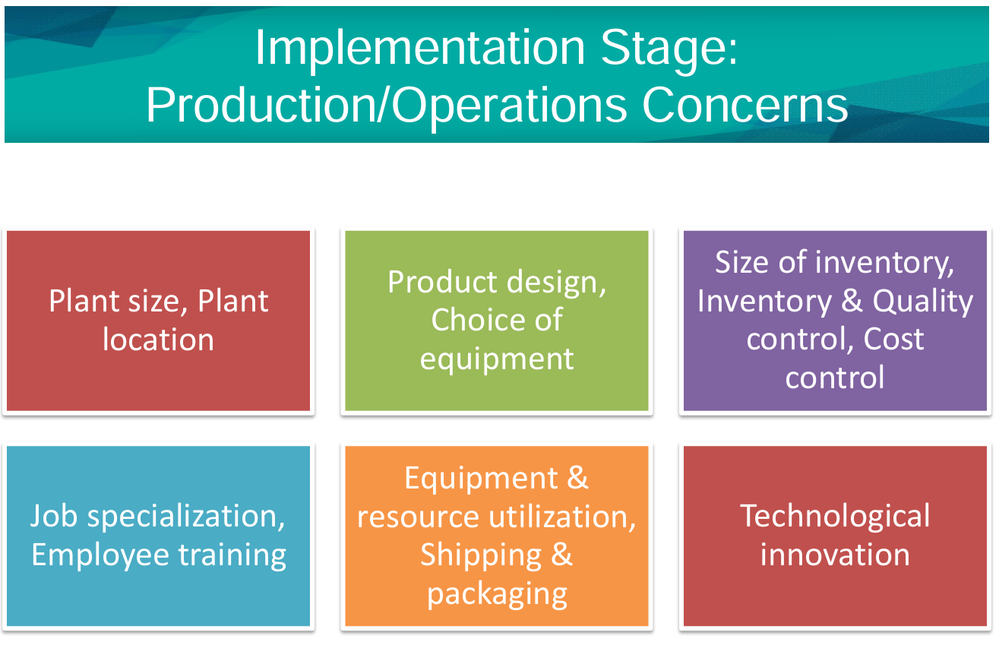 Implementation Stage:
Production/Operations Concerns
Plant size, Plant
location
Product design,
Choice of
equipment
Size of inventory,
Inventory & Quality
control, Cost
control
Job specialization,
Employee training
Equipment &
resource utilization,
Shipping &
packaging
Technological
innovation